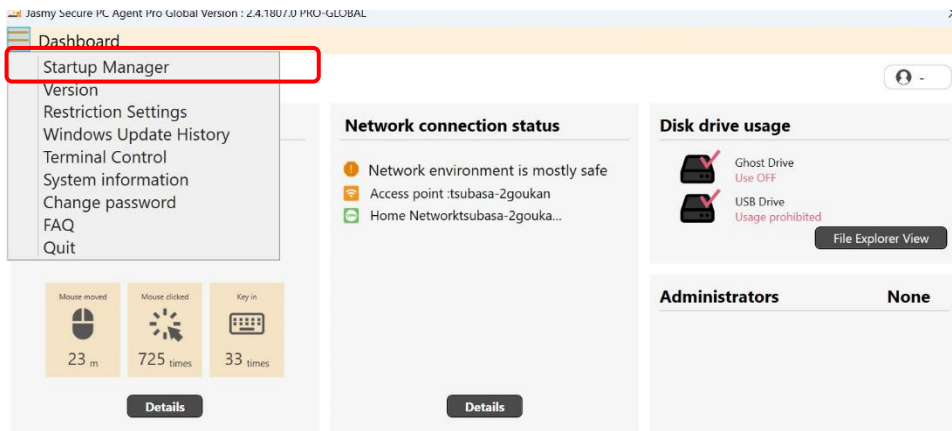 Jasmy Secure PC Agent Pro Global Version : 2.4.1807.0 PRO-GLOBAL
Dashboard
Startup Manager
Version
Restriction Settings
Windows Update History
Terminal Control
System information
Change password
FAQ
Quit
-
Mouse moved
23 m
Mouse clicked
725 times
Key in
33 times
Details
Network connection status
Network environment is mostly safe
Access point :tsubasa-2goukan
Home Networktsubasa-2gouka...
Details
Disk drive usage
Ghost Drive
Use OFF
USB Drive
Usage prohibited
File Explorer View
Administrators None